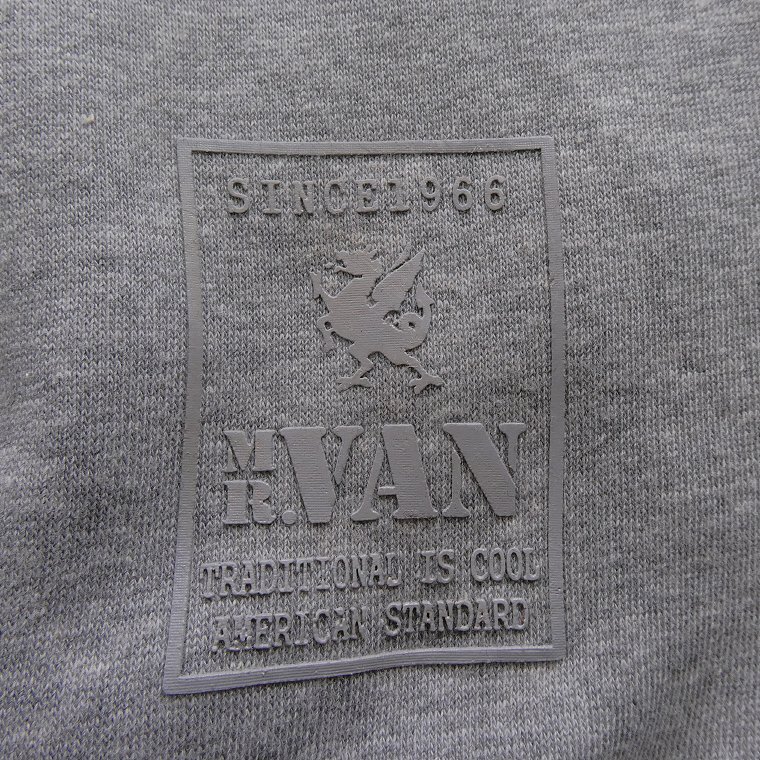 SINCE1966
MR.VAN
TRADITIONAL IS COOL
AMERICAN STANDARD